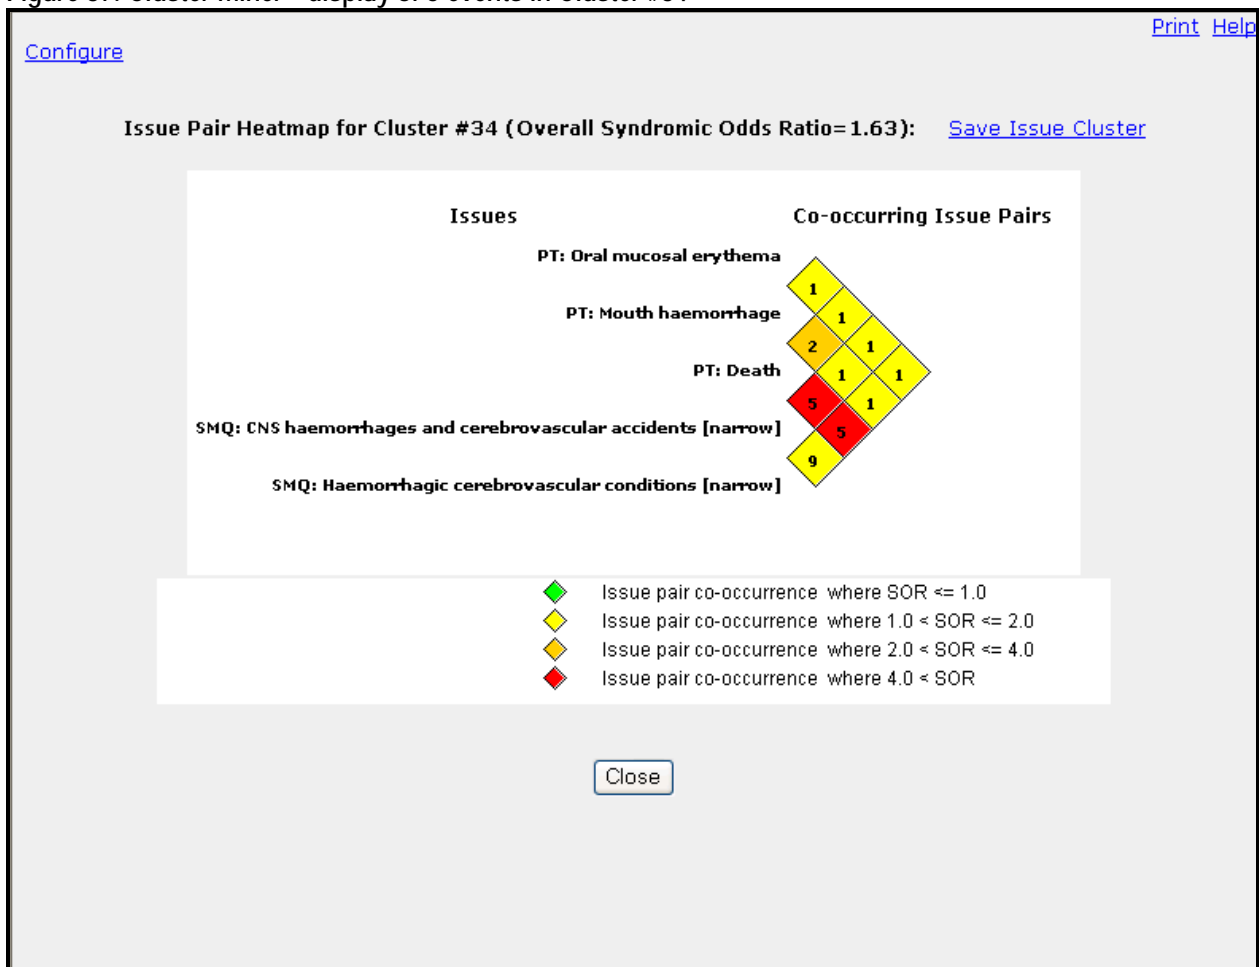 Print Help
Configure
Issue Pair Heatmap for Cluster #34 (Overall Syndromic Odds Ratio=1.63): Save Issue Cluster
Issues Co-occurring Issue Pairs
PT: Oral mucosal erythema
1
PT: Mouth haemorrhage 1
2 1
PT: Death 1 1
5 1
SMQ: CNS haemorrhages and cerebrovascular accidents [narrow] 5
9
SMQ: Haemorrhagic cerebrovascular conditions [narrow]
Issue pair co-occurrence where SOR <= 1.0
Issue pair co-occurrence where 1.0 < SOR <= 2.0
Issue pair co-occurrence where 2.0 < SOR <= 4.0
Issue pair co-occurrence where 4.0 < SOR
Close